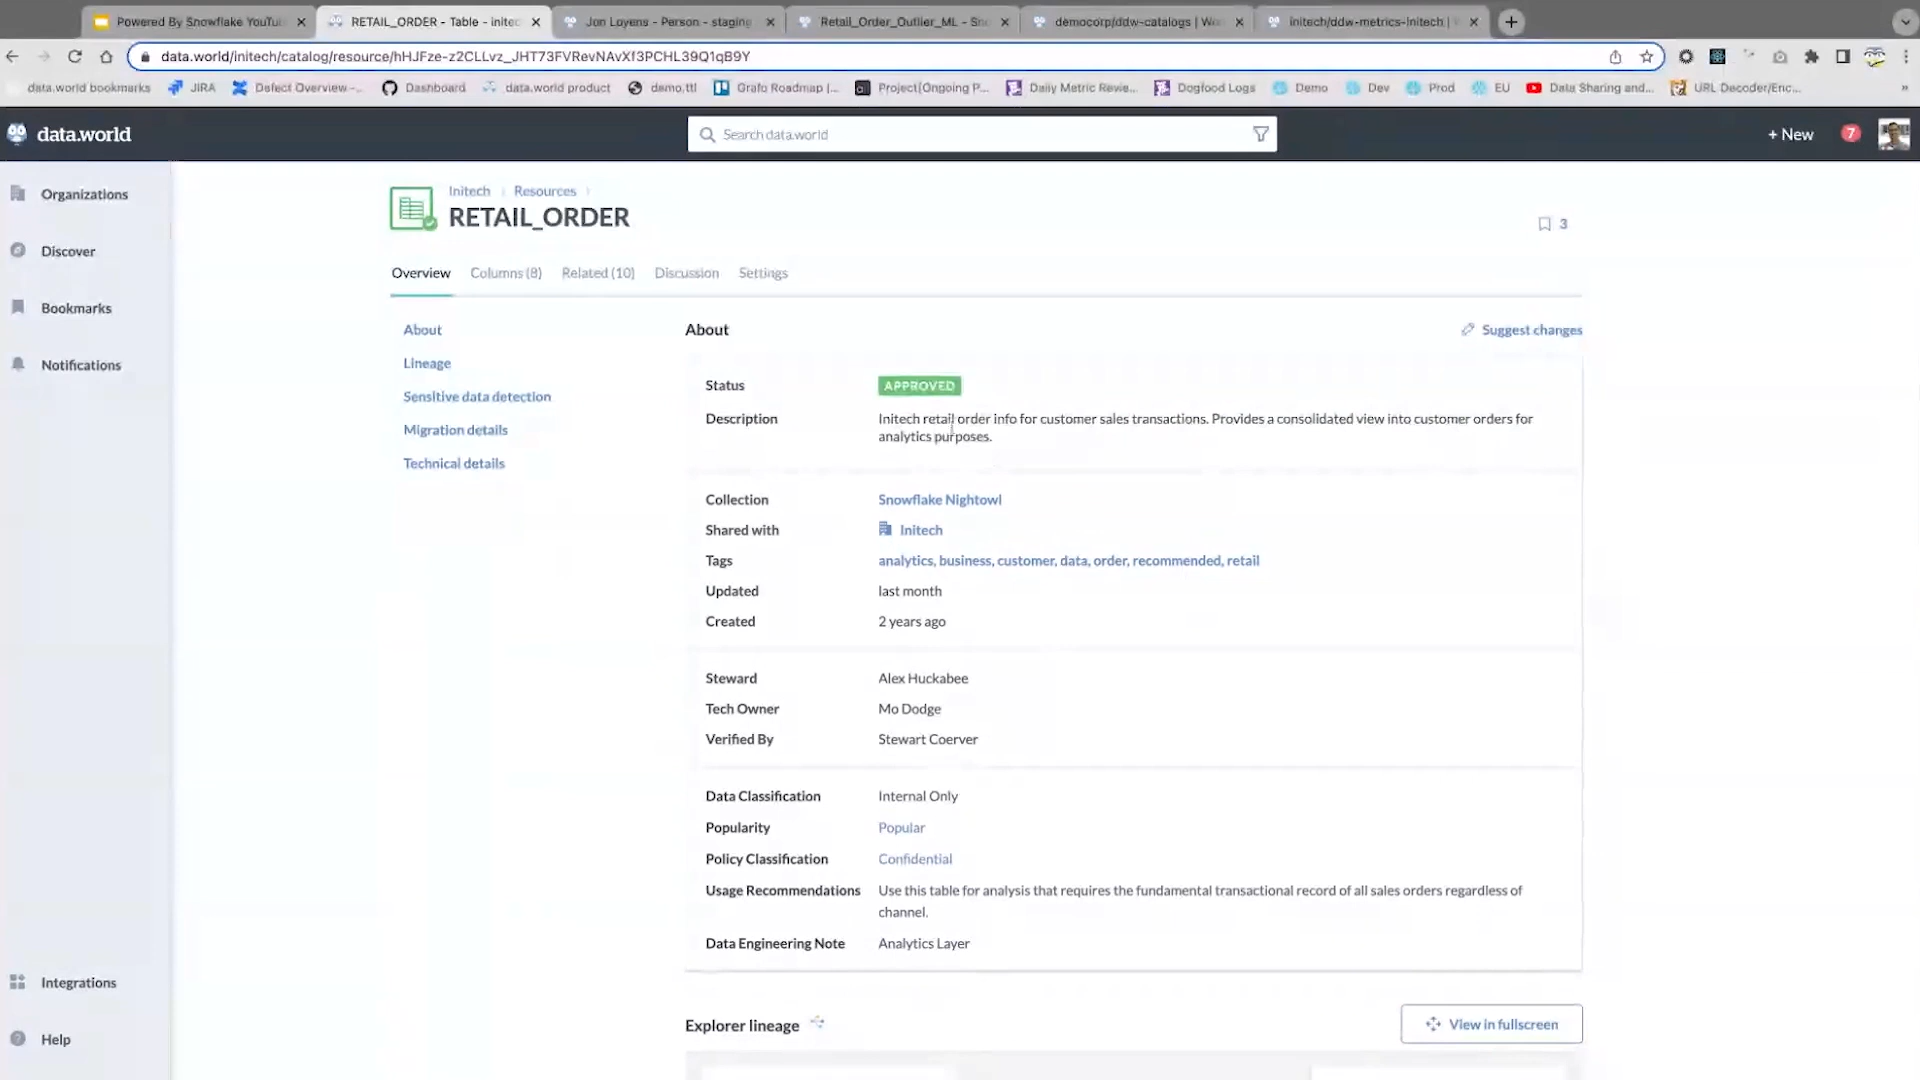 Powered By Snowflake YouTub
RETAIL_ORDER - Table - initec
Jon Loyens - Person - staging
Retail_Order_Outlier_ML - Sn
democorp/ddw-catalogs | Wo
initech/ddw-metrics-initech |
data.world/initech/catalog/resource/hHJFze-z2CLLvz_JHT73FVRevNAvXf3PCHL39Q1qB9Y
data.world bookmarks
JIRA
Defect Overview -...
Dashboard
data.world product
demo.ttl
Grafo Roadmap |...
Project[Ongoing P...
Daily Metric Revie...
Dogfood Logs
Demo
Dev
Prod
EU
Data Sharing and...
URL Decoder/Enc...
data.world
Search data.world
+ New
7
Organizations
Discover
Bookmarks
Notifications
Integrations
Help
Initech
Resources
RETAIL_ORDER
3
Overview
Columns (8)
Related (10)
Discussion
Settings
About
Lineage
Sensitive data detection
Migration details
Technical details
About
Suggest changes
Status APPROVED
Description Initech retail order info for customer sales transactions. Provides a consolidated view into customer orders for
analytics purposes.
Collection Snowflake Nightowl
Shared with Initech
Tags analytics, business, customer, data, order, recommended, retail
Updated last month
Created 2 years ago
Steward Alex Huckabee
Tech Owner Mo Dodge
Verified By Stewart Coerver
Data Classification Internal Only
Popularity Popular
Policy Classification Confidential
Usage Recommendations Use this table for analysis that requires the fundamental transactional record of all sales orders regardless of
channel.
Data Engineering Note Analytics Layer
Explorer lineage
View in fullscreen